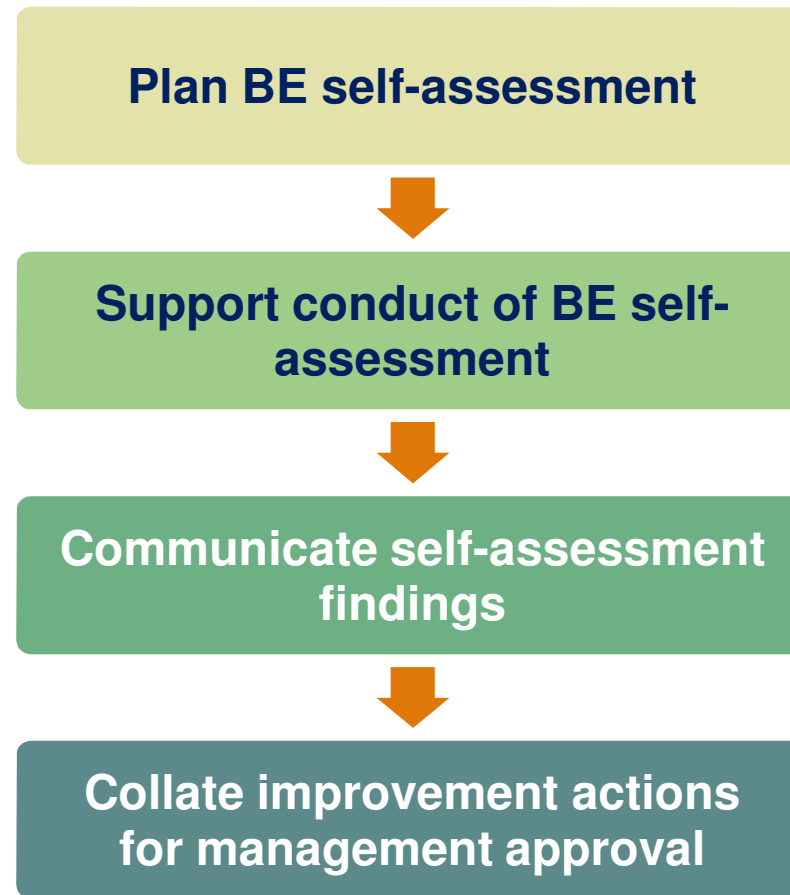 Plan BE self-assessment
Support conduct of BE self-
assessment
Communicate self-assessment
findings
Collate improvement actions
for management approval